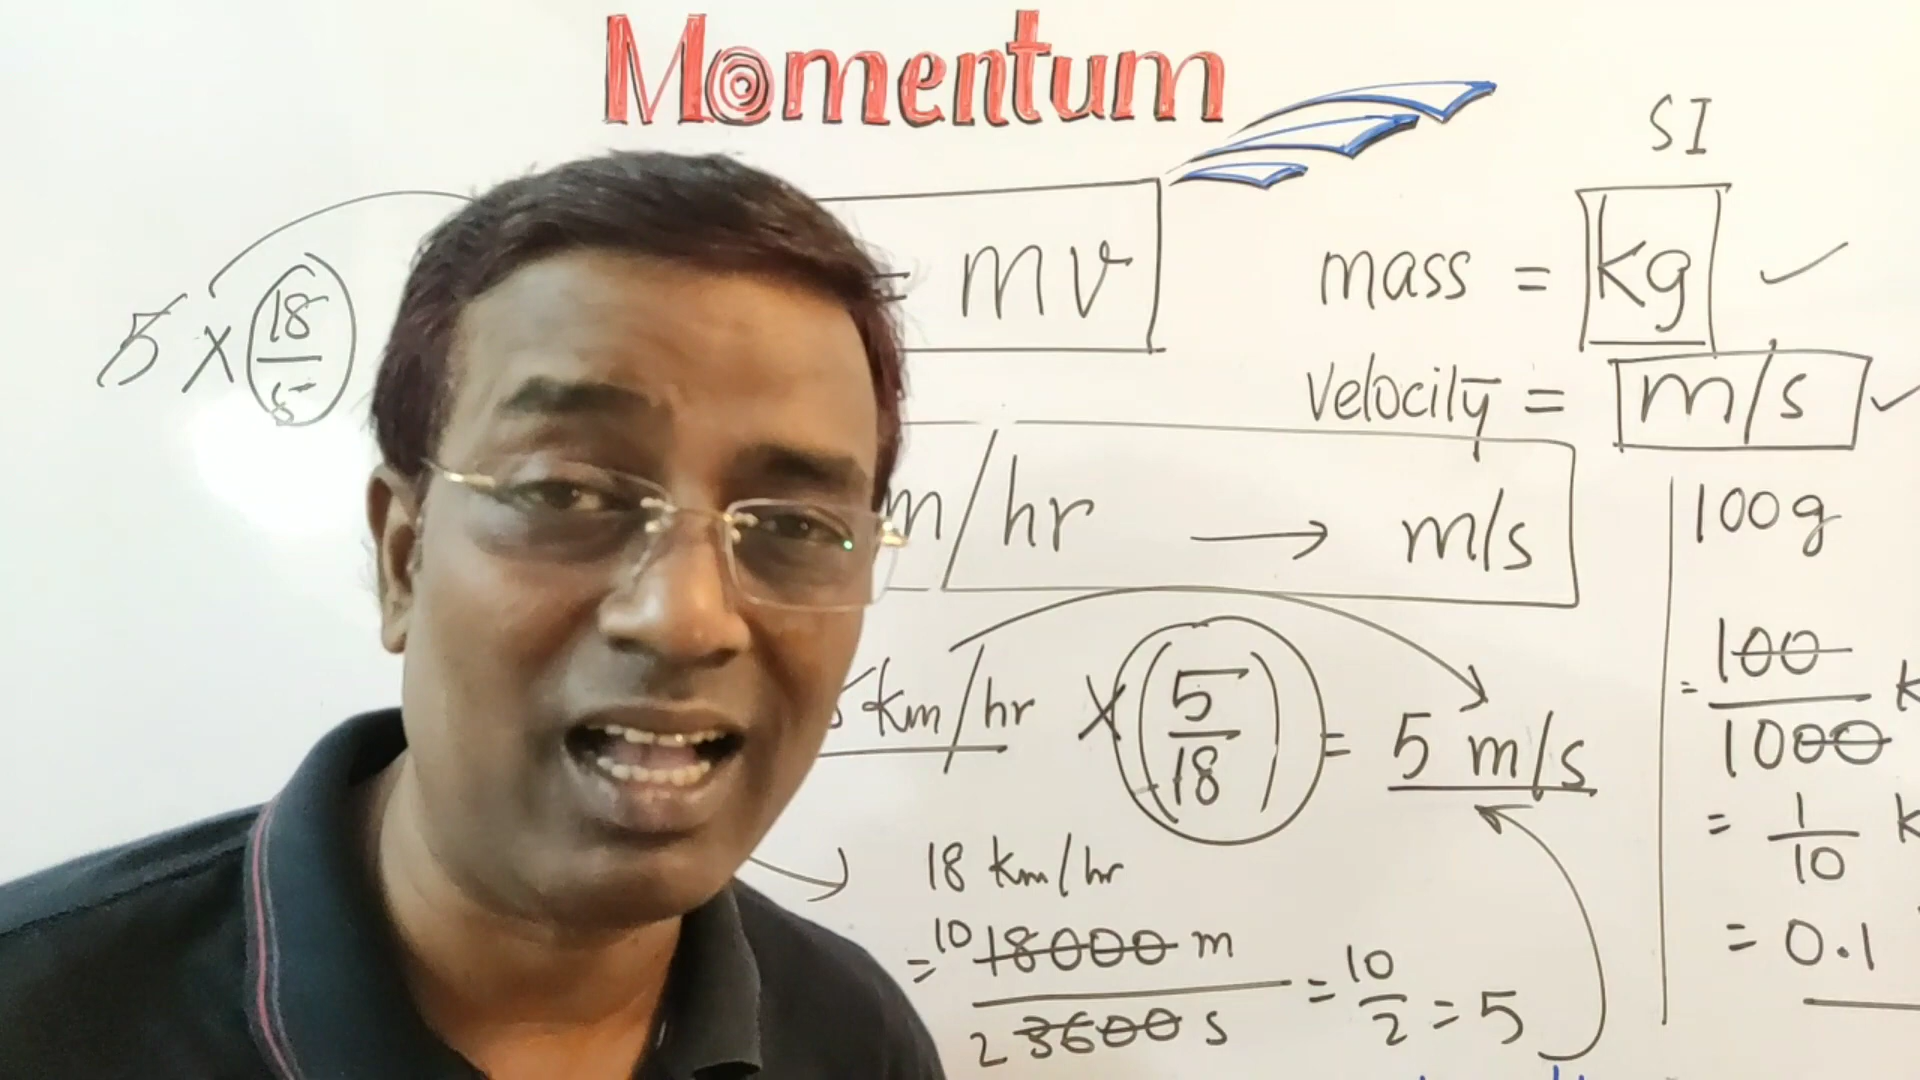 Momentum
SI
= mv
mass = kg ✓
5 × 18/5
velocity = m/s ✓
m/hr → m/s
100g
km/hr × (5/18) = 5 m/s
= 100/1000 k
= 1/10 k
18 km/hr
= 10 18000 m / 2 3600 s = 10/2 = 5
= 0.1